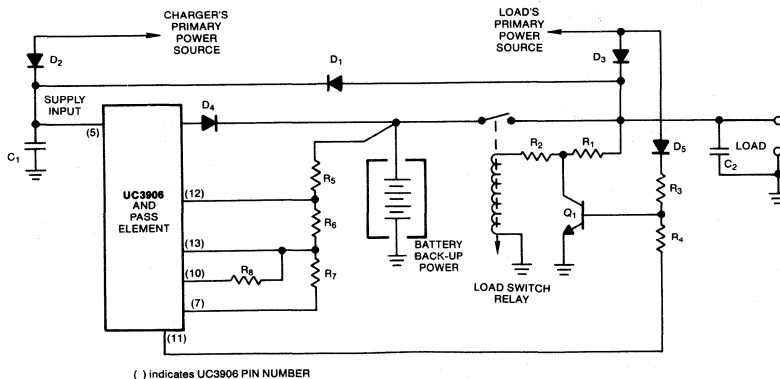 CHARGER'S
PRIMARY
POWER
SOURCE
LOAD'S
PRIMARY
POWER
SOURCE
D2
D3
D1
SUPPLY
INPUT
D4
(5)
C1
R2
R1
D5
C2
LOAD
R5
UC3906
AND
PASS
ELEMENT
(12)
R6
R3
Q1
R4
(13)
BATTERY
BACK-UP
POWER
(10)
R8
R7
LOAD SWITCH
RELAY
(7)
(11)
( ) indicates UC3906 PIN NUMBER